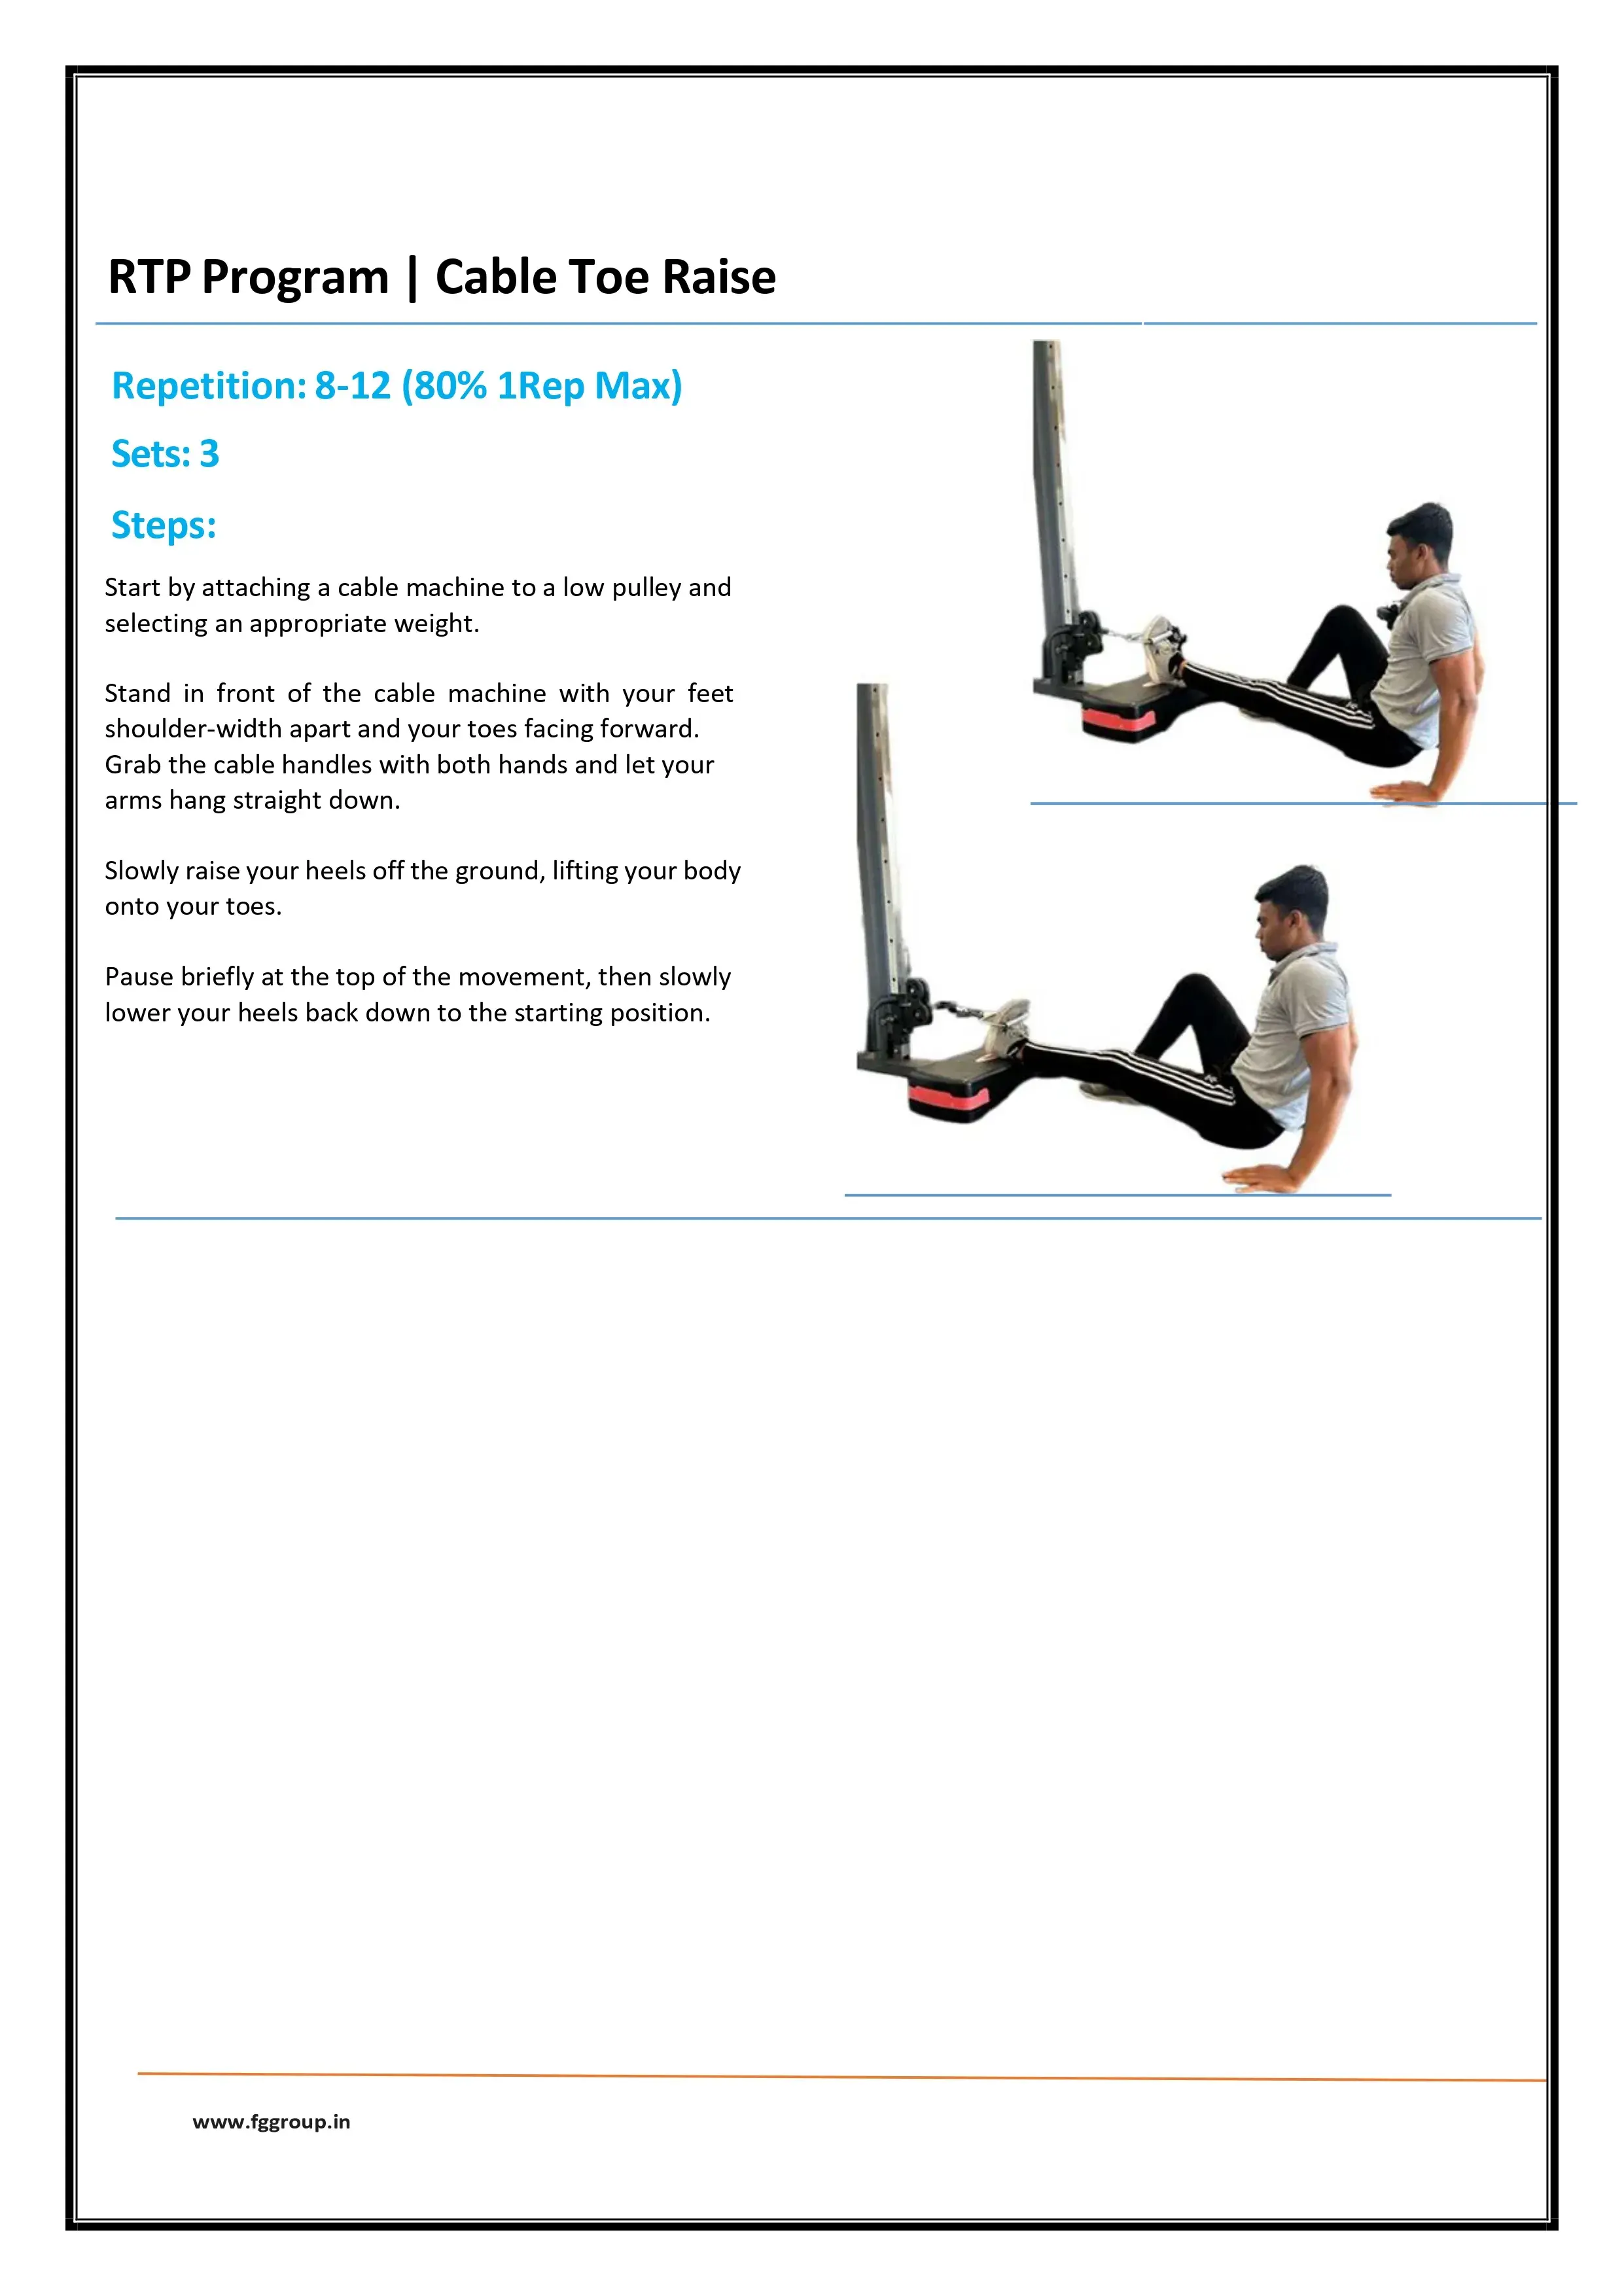 RTP Program | Cable Toe Raise
Repetition: 8-12 (80% 1Rep Max)
Sets: 3
Steps:
Start by attaching a cable machine to a low pulley and
selecting an appropriate weight.
Stand in front of the cable machine with your feet
shoulder-width apart and your toes facing forward.
Grab the cable handles with both hands and let your
arms hang straight down.
Slowly raise your heels off the ground, lifting your body
onto your toes.
Pause briefly at the top of the movement, then slowly
lower your heels back down to the starting position.
www.fggroup.in